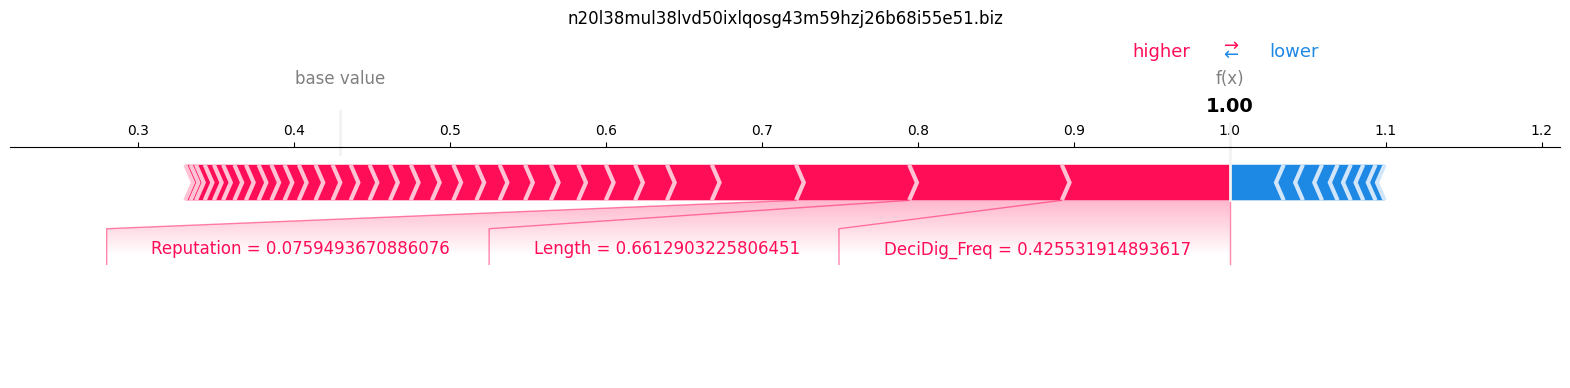 n20l38mul38lvd50ixlqosg43m59hzj26b68i55e51.biz
higher → ← lower
base value f(x)
1.00
0.3 0.4 0.5 0.6 0.7 0.8 0.9 1.0 1.1 1.2
Reputation = 0.0759493670886076 Length = 0.6612903225806451 DeciDig_Freq = 0.425531914893617